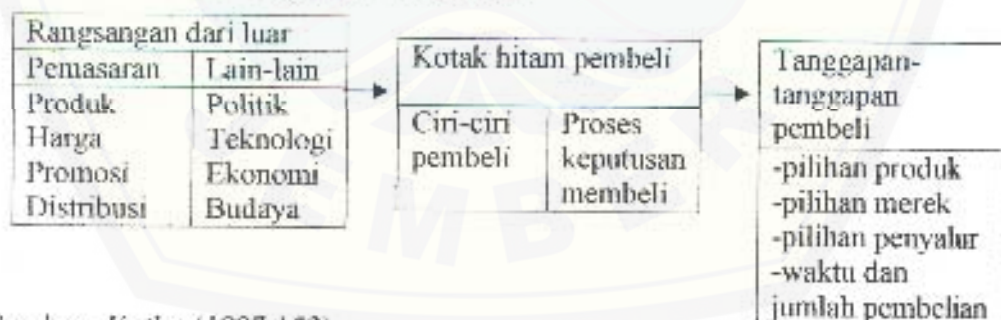 Rangsangan dari luar
Pemasaran Lain-lain
Produk Politik
Harga Teknologi
Promosi Ekonomi
Distribusi Budaya
Kotak hitam pembeli
Ciri-ciri Proses
pembeli keputusan
membeli
Tanggapan-
tanggapan
pembeli
-pilihan produk
-pilihan merek
-pilihan penyalur
-waktu dan
jumlah pembelian